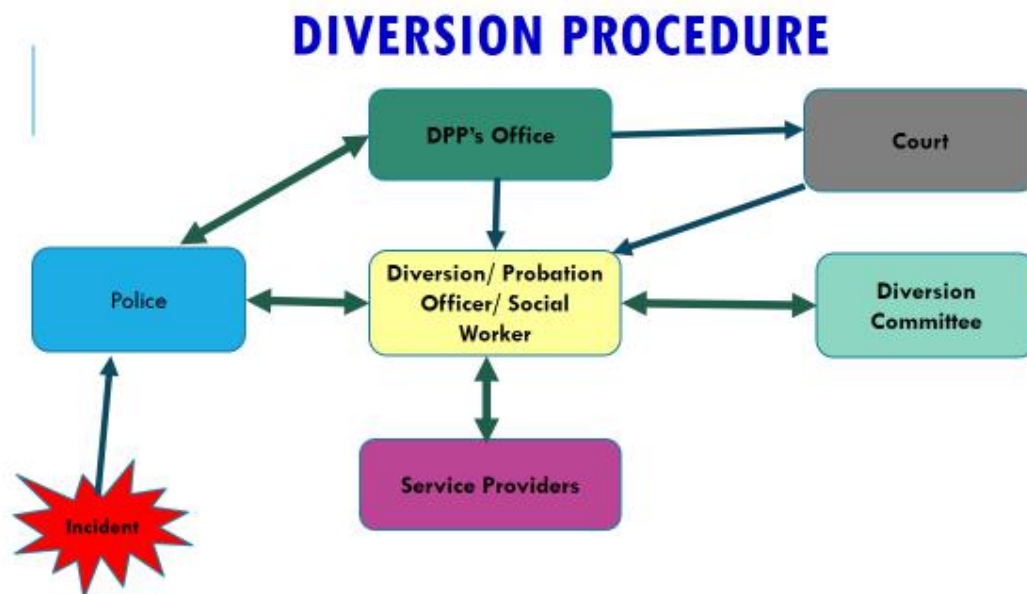 DIVERSION PROCEDURE
DPP's Office
Court
Police
Diversion/ Probation
Officer/ Social
Worker
Diversion
Committee
Service Providers
Incident